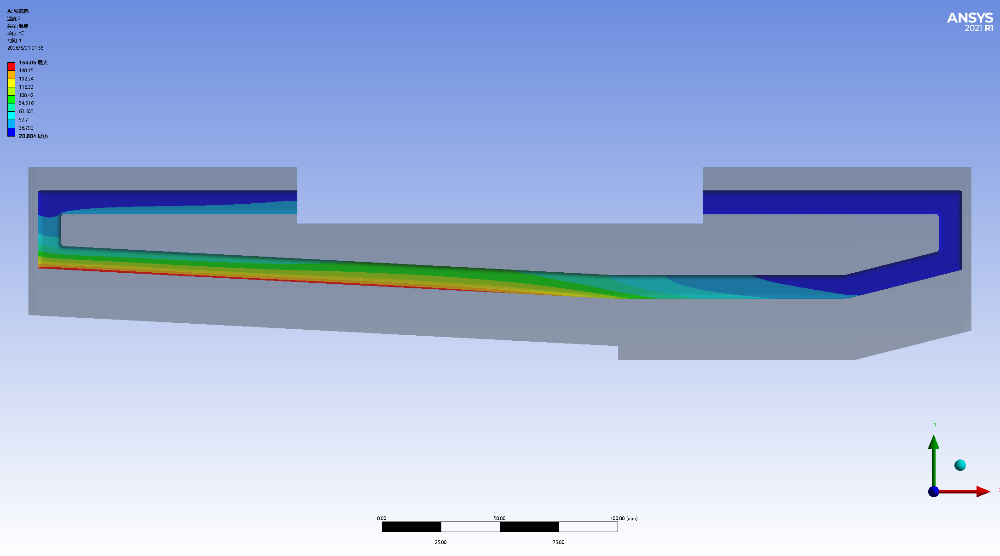 A: 稳态热
温度 2
类型: 温度
单位: °C
时间: 1
2026/6/21 21:55
164.06 最大
148.15
132.24
116.33
100.42
84.516
68.608
52.7
36.792
20.884 最小
ANSYS
2021 R1
Y
X
0.00 50.00 100.00 (mm)
25.00 75.00